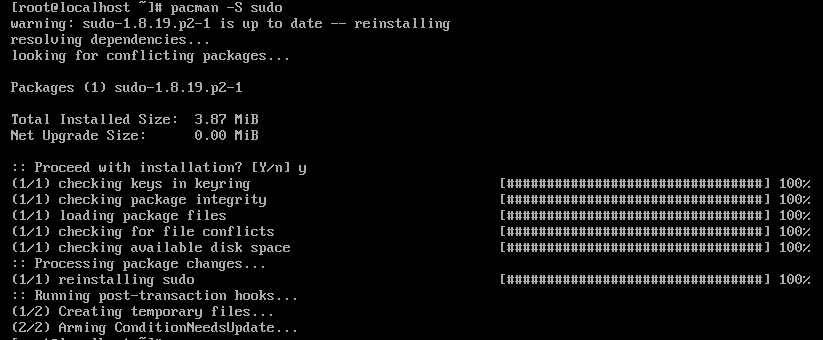 [root@localhost ~]# pacman -S sudo
warning: sudo-1.8.19.p2-1 is up to date -- reinstalling
resolving dependencies...
looking for conflicting packages...
Packages (1) sudo-1.8.19.p2-1
Total Installed Size:  3.87 MiB
Net Upgrade Size:      0.00 MiB
:: Proceed with installation? [Y/n] y
(1/1) checking keys in keyring [################################] 100%
(1/1) checking package integrity [################################] 100%
(1/1) loading package files [################################] 100%
(1/1) checking for file conflicts [################################] 100%
(1/1) checking available disk space [################################] 100%
:: Processing package changes...
(1/1) reinstalling sudo [################################] 100%
:: Running post-transaction hooks...
(1/2) Creating temporary files...
(2/2) Arming ConditionNeedsUpdate...